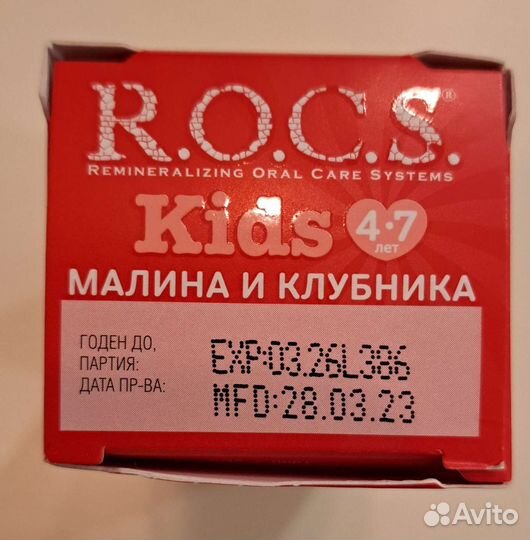 R.O.C.S.®
REMINERALIZING ORAL CARE SYSTEMS
Kids 4·7 лет
МАЛИНА И КЛУБНИКА
ГОДЕН ДО,
ПАРТИЯ:
ДАТА ПР-ВА:
EXP:03.26L386
MFD:28.03.23
Avito